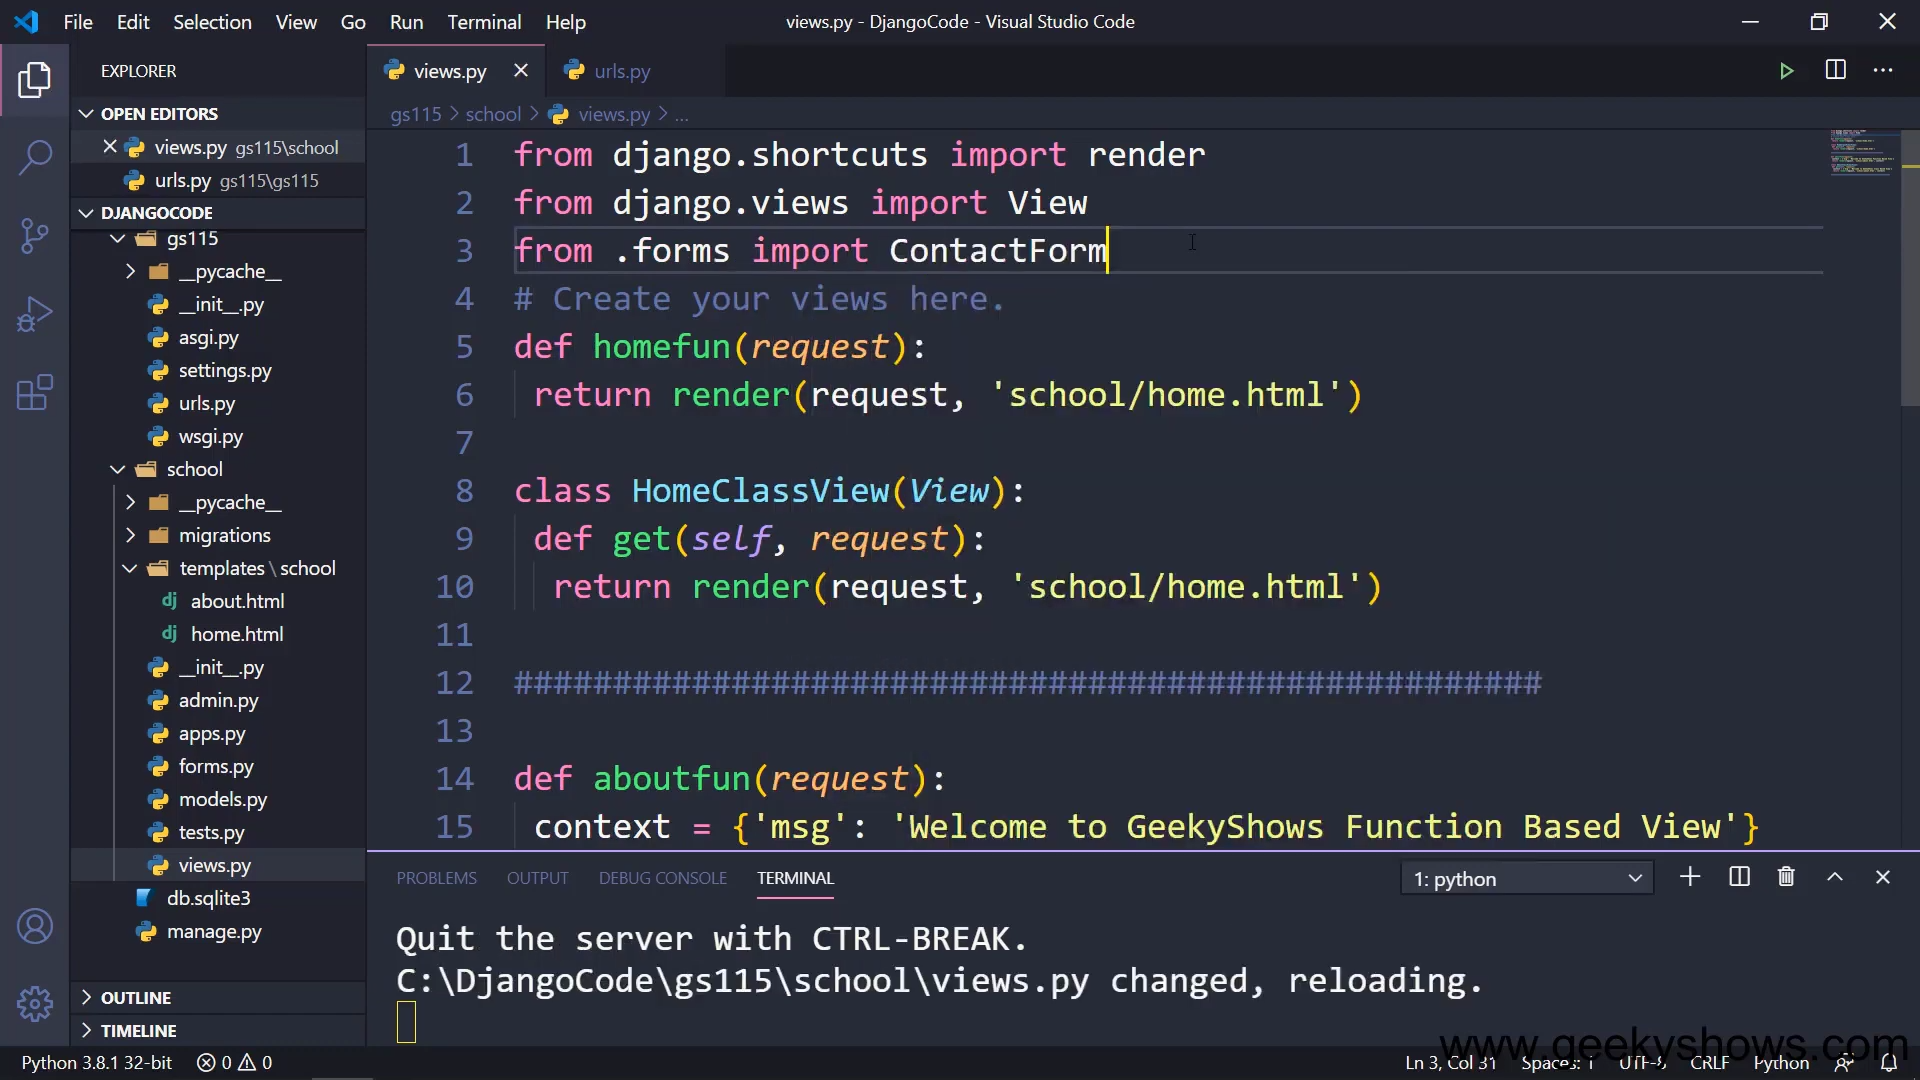 File Edit Selection View Go Run Terminal Help
views.py - DjangoCode - Visual Studio Code
EXPLORER
OPEN EDITORS
views.py gs115\school
urls.py gs115\gs115
DJANGOCODE
gs115
__pycache__
__init__.py
asgi.py
settings.py
urls.py
wsgi.py
school
__pycache__
migrations
templates\school
dj about.html
dj home.html
__init__.py
admin.py
apps.py
forms.py
models.py
tests.py
views.py
db.sqlite3
manage.py
OUTLINE
TIMELINE
views.py urls.py
gs115 > school > views.py > ...
1 from django.shortcuts import render
2 from django.views import View
3 from .forms import ContactForm
4 # Create your views here.
5 def homefun(request):
6 return render(request, 'school/home.html')
7
8 class HomeClassView(View):
9 def get(self, request):
10 return render(request, 'school/home.html')
11
12 ####################################################
13
14 def aboutfun(request):
15 context = {'msg': 'Welcome to GeekyShows Function Based View'}
PROBLEMS OUTPUT DEBUG CONSOLE TERMINAL
1: python
Quit the server with CTRL-BREAK.
C:\DjangoCode\gs115\school\views.py changed, reloading.
www.geekyshows.com
Python 3.8.1 32-bit 0 0
Ln 3, Col 31 Spaces: 1 UTF-8 CRLF Python